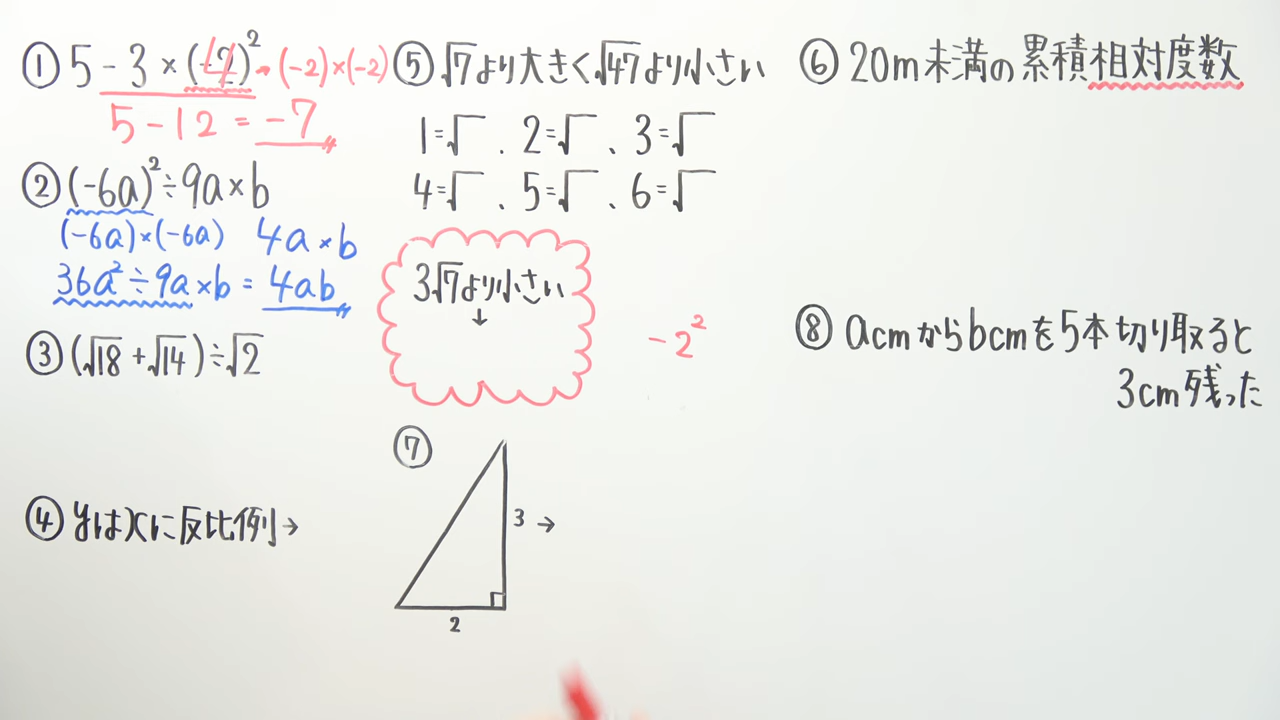 ① 5-3×(-2)² 4 (-2)×(-2)
5-12=-7
② (-6a)²÷9a×b
(-6a)×(-6a) 4a×b
36a²÷9a×b=4ab
③ (√18+√14)÷√2
④ yはxに反比例→
⑤ √7より大きく√47より小さい
1=√ 、2=√ 、3=√
4=√ 、5=√ 、6=√
3√7より小さい
↓
-2²
⑦
3→
2
⑥ 20m未満の累積相対度数
⑧ acmからbcmを5本切り取ると
3cm残った